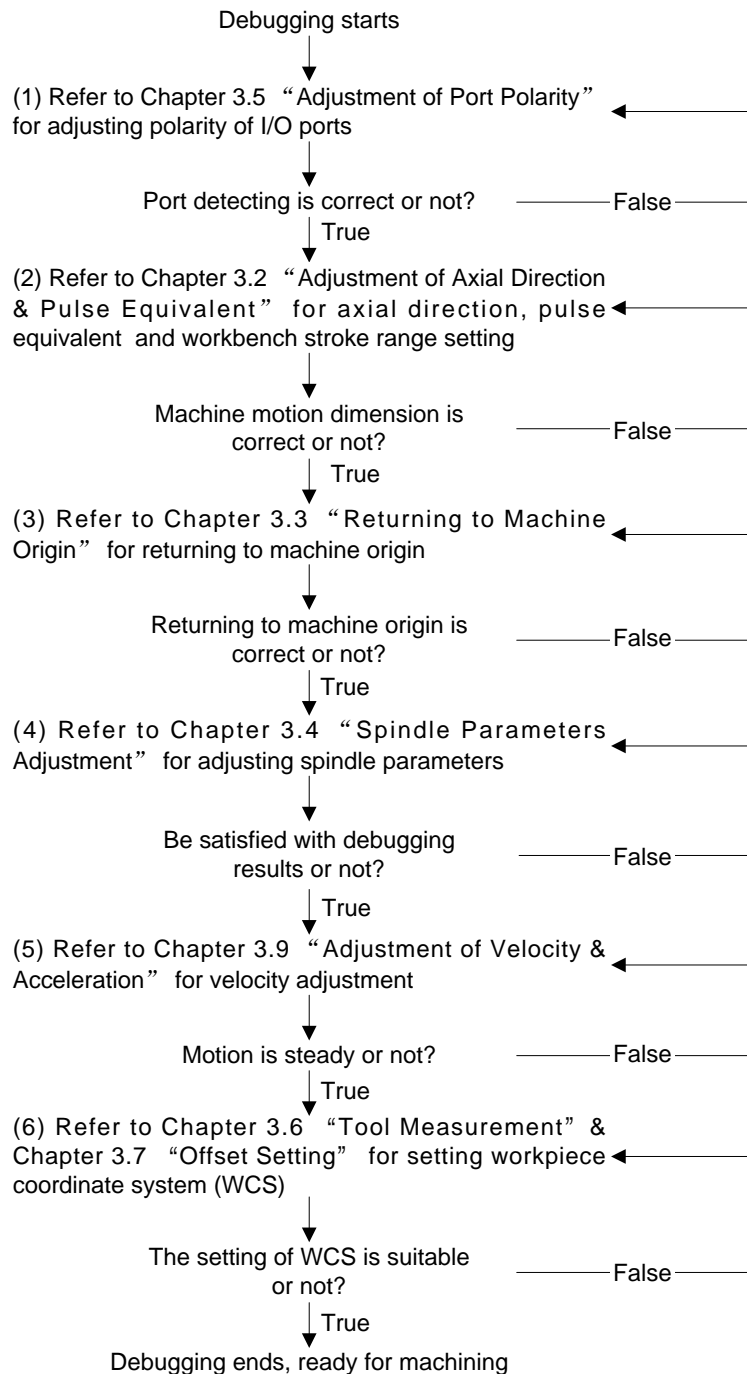 Debugging starts
(1) Refer to Chapter 3.5 “Adjustment of Port Polarity”
for adjusting polarity of I/O ports
Port detecting is correct or not?
False
True
(2) Refer to Chapter 3.2 “Adjustment of Axial Direction
& Pulse Equivalent” for axial direction, pulse
equivalent and workbench stroke range setting
Machine motion dimension is
correct or not?
False
True
(3) Refer to Chapter 3.3 “Returning to Machine
Origin” for returning to machine origin
Returning to machine origin is
correct or not?
False
True
(4) Refer to Chapter 3.4 “Spindle Parameters
Adjustment” for adjusting spindle parameters
Be satisfied with debugging
results or not?
False
True
(5) Refer to Chapter 3.9 “Adjustment of Velocity &
Acceleration” for velocity adjustment
Motion is steady or not?
False
True
(6) Refer to Chapter 3.6 “Tool Measurement” &
Chapter 3.7 “Offset Setting” for setting workpiece
coordinate system (WCS)
The setting of WCS is suitable
or not?
False
True
Debugging ends, ready for machining